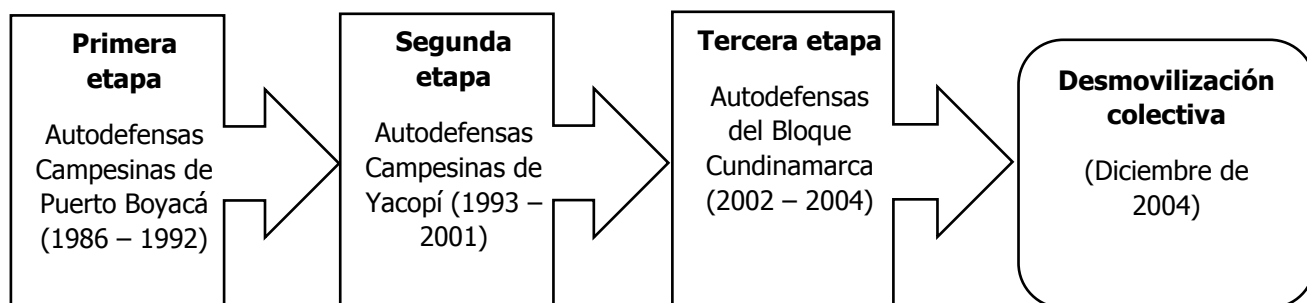 Primera
etapa
Autodefensas
Campesinas de
Puerto Boyacá
(1986 – 1992)
Segunda
etapa
Autodefensas
Campesinas de
Yacopí (1993 –
2001)
Tercera etapa
Autodefensas
del Bloque
Cundinamarca
(2002 – 2004)
Desmovilización
colectiva
(Diciembre de
2004)